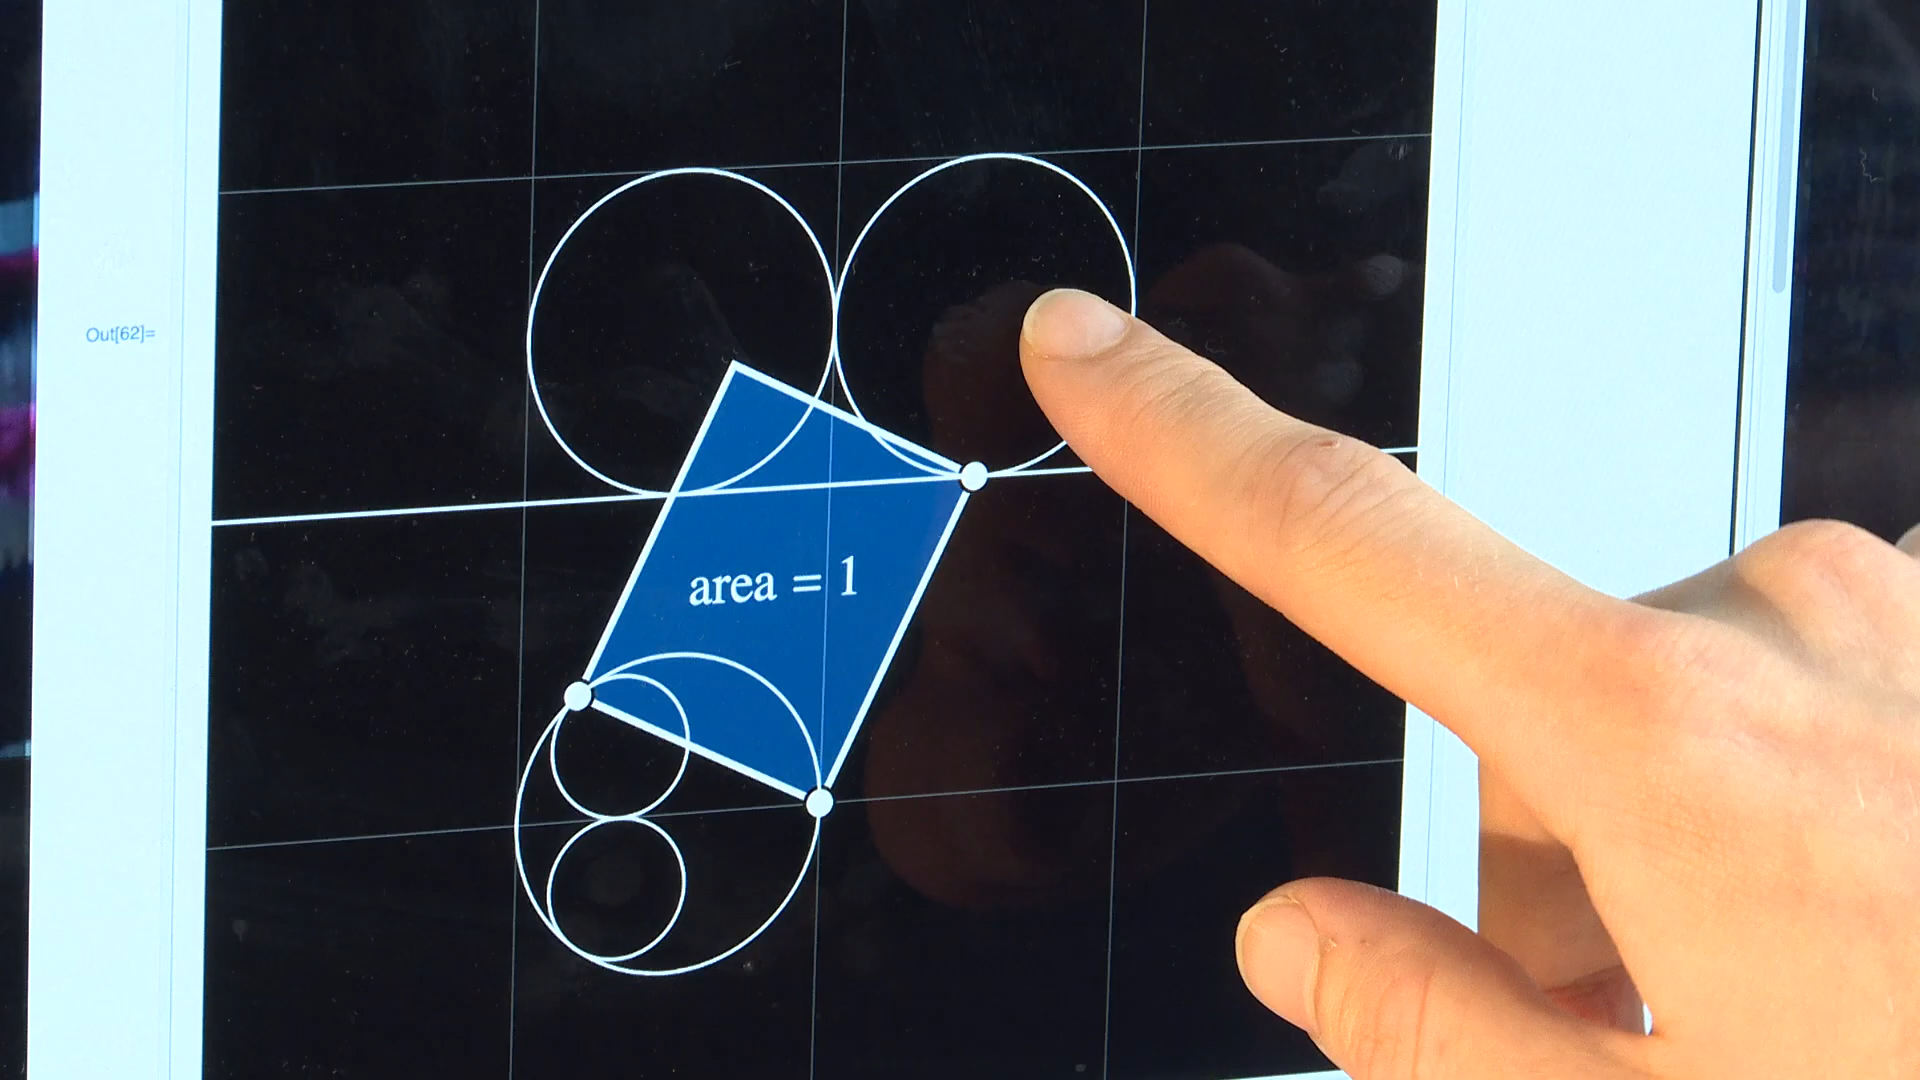 Out[62]=
area = 1